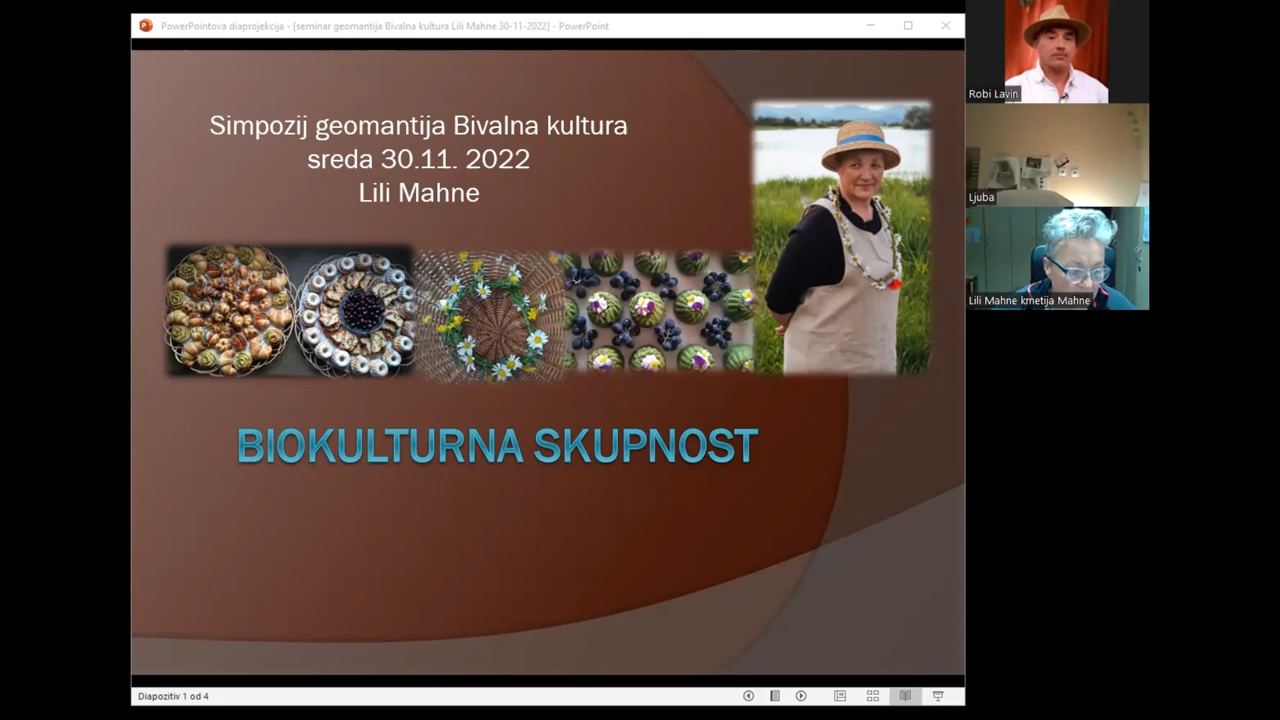 PowerPointova diaprojekcija - [seminar geomantija Bivalna kultura Lili Mahne 30-11-2022] - PowerPoint
Simpozij geomantija Bivalna kultura
sreda 30.11. 2022
Lili Mahne
BIOKULTURNA SKUPNOST
Diapozitiv 1 od 4
Robi Lavin
Ljuba
Lili Mahne kmetija Mahne